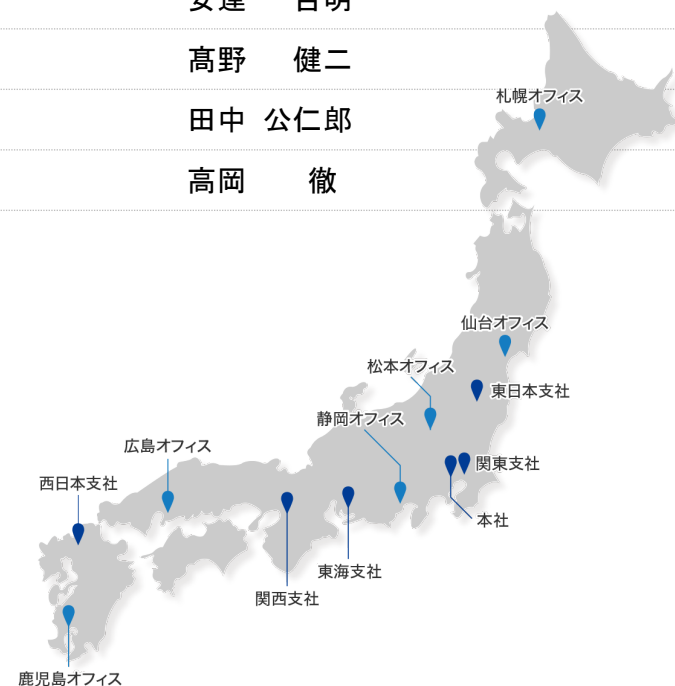 髙野 健二
田中 公仁郎
高岡 徹
札幌オフィス
仙台オフィス
松本オフィス
東日本支社
静岡オフィス
広島オフィス
関東支社
西日本支社
本社
東海支社
関西支社
鹿児島オフィス